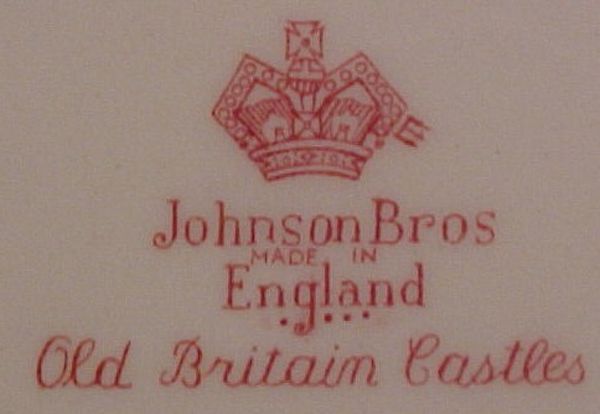 Johnson Bros
MADE IN
England
Old Britain Castles